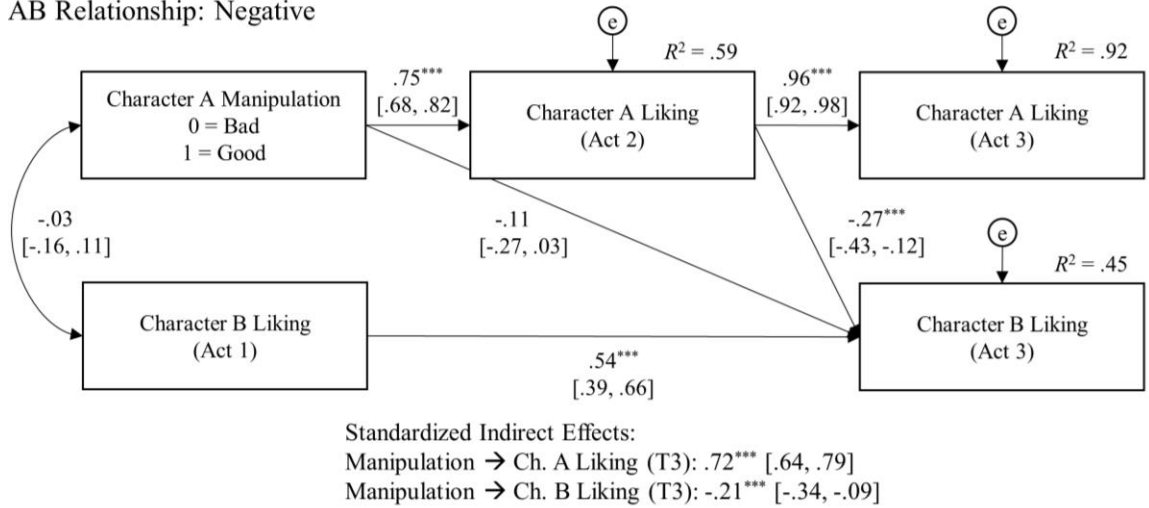 AB Relationship: Negative
e
R² = .59
e
R² = .92
Character A Manipulation
0 = Bad
1 = Good
.75***
[.68, .82]
Character A Liking
(Act 2)
.96***
[.92, .98]
Character A Liking
(Act 3)
-.03
[-.16, .11]
-.11
[-.27, .03]
-.27***
[-.43, -.12]
e
R² = .45
Character B Liking
(Act 1)
.54***
[.39, .66]
Character B Liking
(Act 3)
Standardized Indirect Effects:
Manipulation → Ch. A Liking (T3): .72*** [.64, .79]
Manipulation → Ch. B Liking (T3): -.21*** [-.34, -.09]